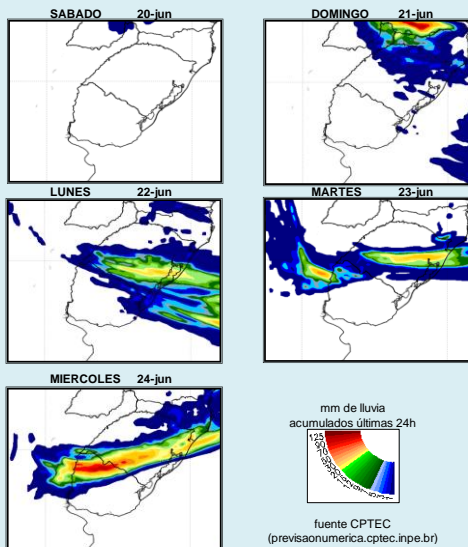 SABADO 20-jun
DOMINGO 21-jun
LUNES 22-jun
MARTES 23-jun
MIERCOLES 24-jun
mm de lluvia
acumulados últimas 24h
125
fuente CPTEC
(previsaonumerica.cptec.inpe.br)